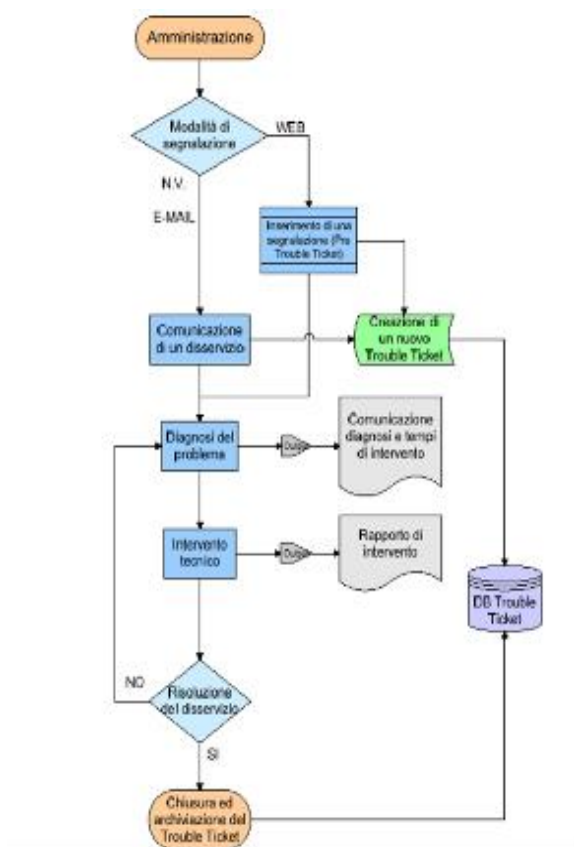 Amministrazione
Modalità di
segnalazione
WEB
N.V.
E-MAIL
Inserimento di una
segnalazione (Pre
Trouble Ticket)
Comunicazione
di un disservizio
Creazione di
un nuovo
Trouble Ticket
Comunicazione
diagnosi e tempi
di intervento
Diagnosi del
problema
Output
Intervento
tecnico
Output
Rapporto di
intervento
DB Trouble
Ticket
NO
Risoluzione
del disservizio
SI
Chiusura ed
archiviazione del
Trouble Ticket